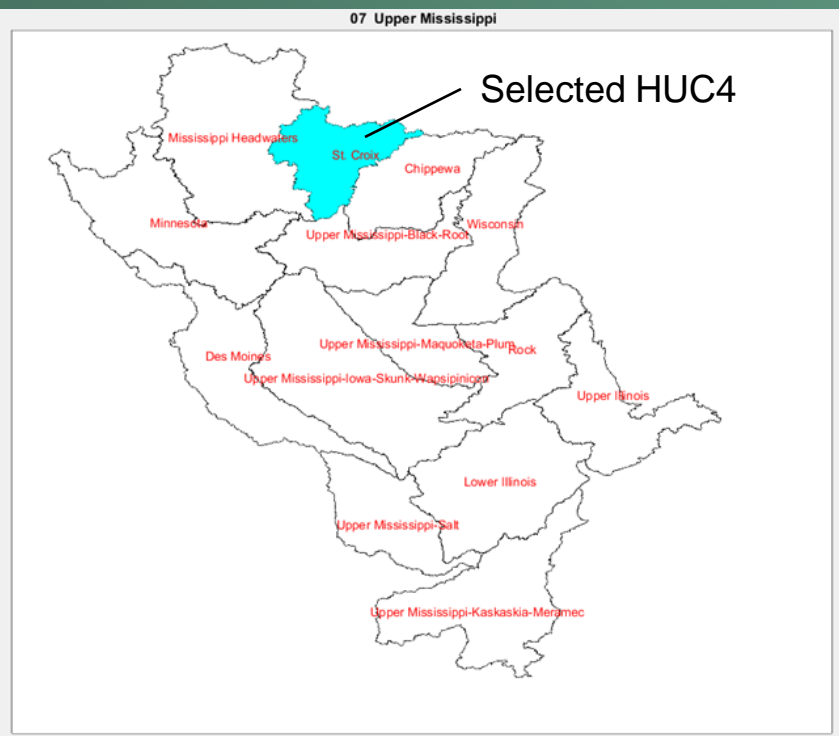 07 Upper Mississippi
Selected HUC4
Mississippi Headwaters
St. Croix
Chippewa
Minnesota
Wisconsin
Upper Mississippi-Black-Root
Upper Mississippi-Maquoketa-Plum
Rock
Des Moines
Upper Mississippi-Iowa-Skunk-Wapsipinicon
Upper Illinois
Lower Illinois
Upper Mississippi-Salt
Upper Mississippi-Kaskaskia-Meramec